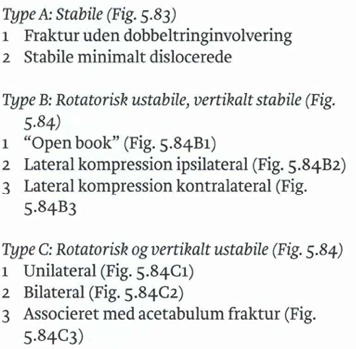 Type A: Stabile (Fig. 5.83)
1 Fraktur uden dobbeltringinvolvering
2 Stabile minimalt dislocerede
Type B: Rotatorisk ustabile, vertikalt stabile (Fig.
5.84)
1 “Open book” (Fig. 5.84B1)
2 Lateral kompression ipsilateral (Fig. 5.84B2)
3 Lateral kompression kontralateral (Fig.
5.84B3
Type C: Rotatorisk og vertikalt ustabile (Fig. 5.84)
1 Unilateral (Fig. 5.84C1)
2 Bilateral (Fig. 5.84C2)
3 Associeret med acetabulum fraktur (Fig.
5.84C3)